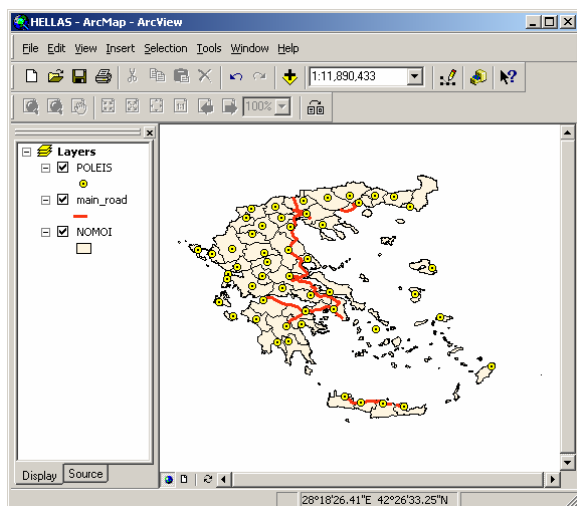 HELLAS - ArcMap - ArcView
File Edit View Insert Selection Tools Window Help
1:11,890,433
100%
Layers
POLEIS
main_road
NOMOI
Display Source
28°18'26.41"E 42°26'33.25"N